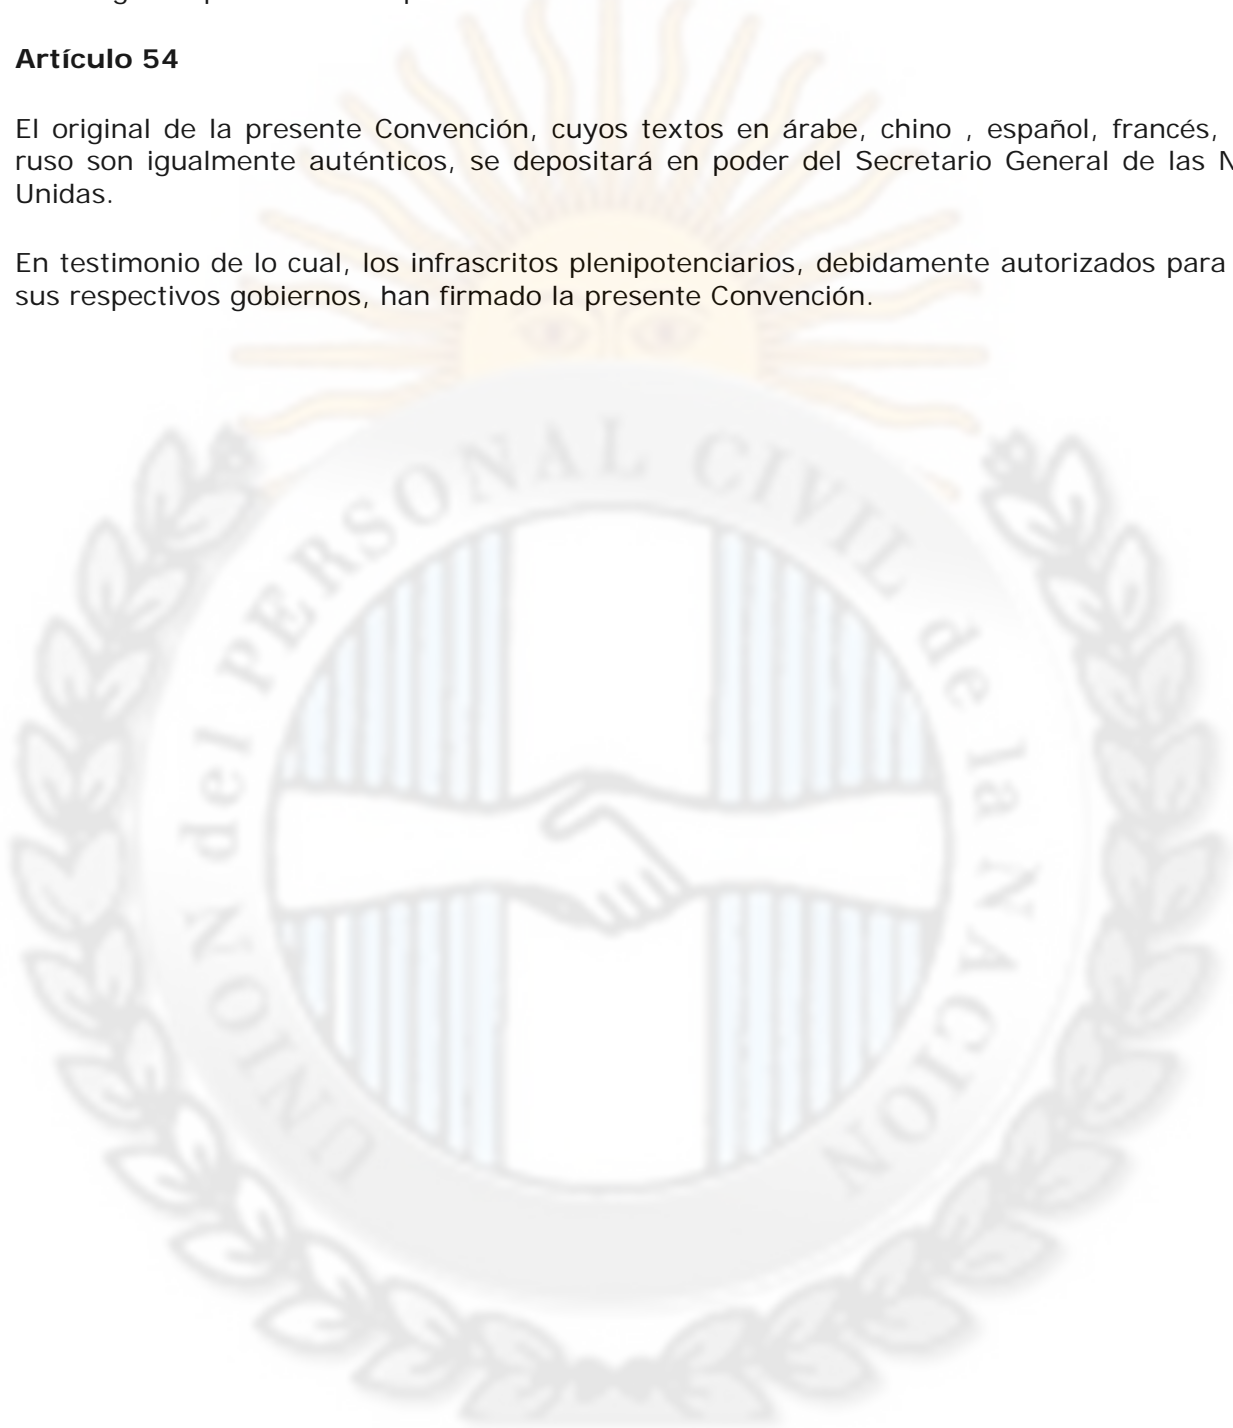 Artículo 54
El original de la presente Convención, cuyos textos en árabe, chino , español, francés,
ruso son igualmente auténticos, se depositará en poder del Secretario General de las N
Unidas.
En testimonio de lo cual, los infrascritos plenipotenciarios, debidamente autorizados para
sus respectivos gobiernos, han firmado la presente Convención.
UNION del PERSONAL CIVIL de la NACION